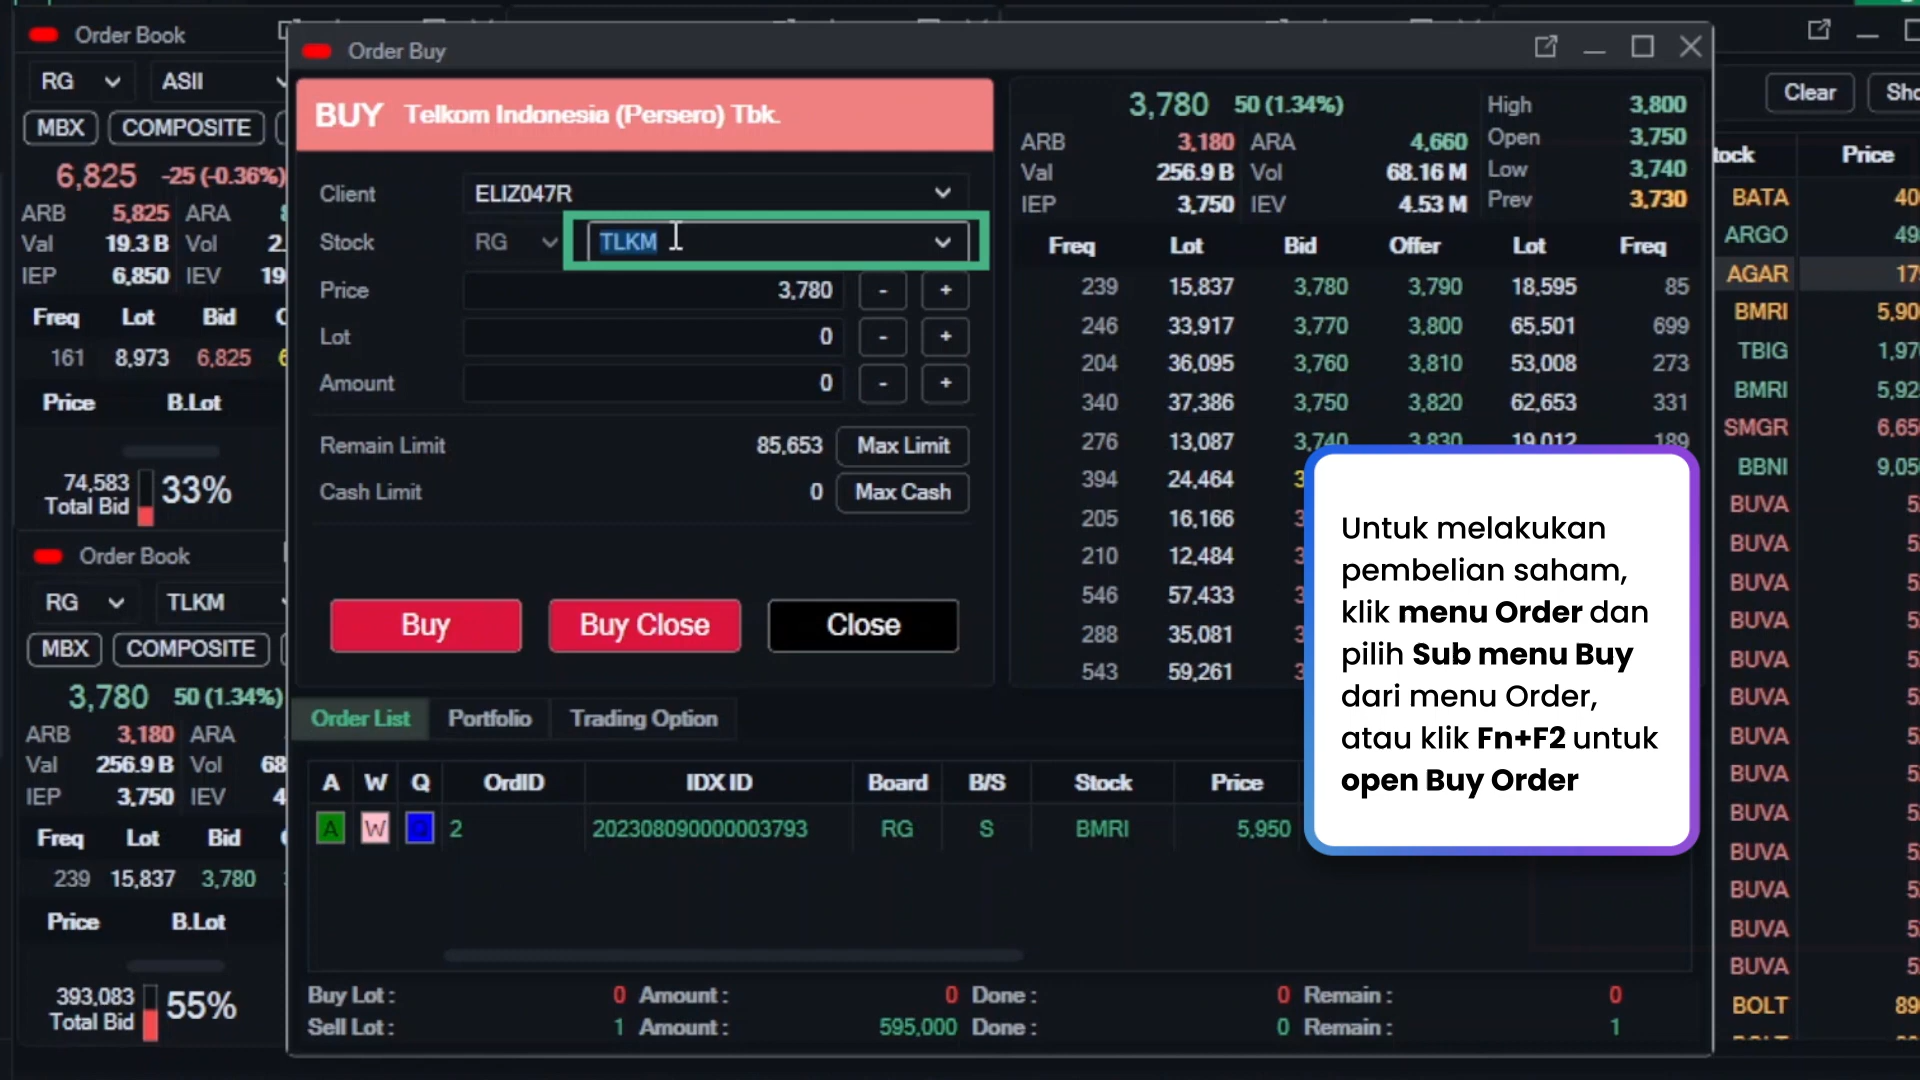 Order Book
RG
ASII
MBX
COMPOSITE
6,825 -25 (-0.36%)
ARB 5,825 ARA
Val 19.3 B Vol
IEP 6,850 IEV
Freq Lot Bid
161 8,973 6,825
Price B.Lot
74,583
Total Bid
33%
Order Book
RG
TLKM
MBX
COMPOSITE
3,780 50 (1.34%)
ARB 3,180 ARA
Val 256.9 B Vol
IEP 3,750 IEV
Freq Lot Bid
239 15,837 3,780
Price B.Lot
393,083
Total Bid
55%
Order Buy
BUY Telkom Indonesia (Persero) Tbk.
Client ELIZ047R
Stock RG TLKM
Price 3,780 - +
Lot 0 - +
Amount 0 - +
Remain Limit 85,653 Max Limit
Cash Limit 0 Max Cash
Buy
Buy Close
Close
3,780 50 (1.34%) High 3,800
ARB 3,180 ARA 4,660 Open 3,750
Val 256.9 B Vol 68.16 M Low 3,740
IEP 3,750 IEV 4.53 M Prev 3,730
Freq Lot Bid Offer Lot Freq
239 15,837 3,780 3,790 18,595 85
246 33,917 3,770 3,800 65,501 699
204 36,095 3,760 3,810 53,008 273
340 37,386 3,750 3,820 62,653 331
276 13,087 3,740 3,830 19,012 189
394 24,464
205 16,166
210 12,484
546 57,433
288 35,081
543 59,261
Untuk melakukan
pembelian saham,
klik menu Order dan
pilih Sub menu Buy
dari menu Order,
atau klik Fn+F2 untuk
open Buy Order
Order List Portfolio Trading Option
A W Q OrdID IDX ID Board B/S Stock Price
A W Q 2 202308090000003793 RG S BMRI 5,950
Buy Lot : 0 Amount : 0 Done : 0 Remain : 0
Sell Lot : 1 Amount : 595,000 Done : 0 Remain : 1
Clear
Price
BATA
ARGO
AGAR
BMRI
TBIG
BMRI
SMGR
BBNI
BUVA
BUVA
BUVA
BUVA
BUVA
BUVA
BUVA
BUVA
BUVA
BUVA
BUVA
BUVA
BUVA
BOLT